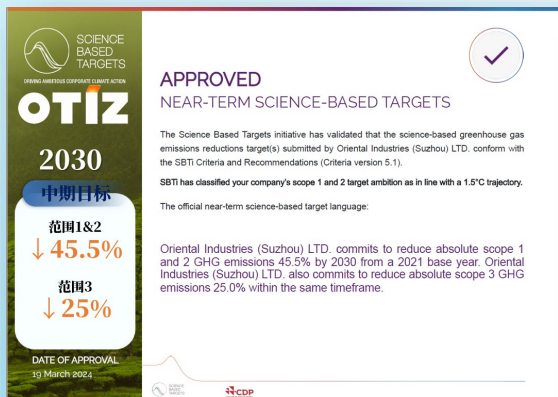 SCIENCE
BASED
TARGETS
DRIVING AMBITIOUS CORPORATE CLIMATE ACTION
OTIZ
2030
中期目标
范围1&2
↓45.5%
范围3
↓25%
DATE OF APPROVAL
19 March 2024
APPROVED
NEAR-TERM SCIENCE-BASED TARGETS
The Science Based Targets initiative has validated that the science-based greenhouse gas
emissions reductions target(s) submitted by Oriental Industries (Suzhou) LTD. conform with
the SBTi Criteria and Recommendations (Criteria version 5.1).
SBTi has classified your company's scope 1 and 2 target ambition as in line with a 1.5°C trajectory.
The official near-term science-based target language:
Oriental Industries (Suzhou) LTD. commits to reduce absolute scope 1
and 2 GHG emissions 45.5% by 2030 from a 2021 base year. Oriental
Industries (Suzhou) LTD. also commits to reduce absolute scope 3 GHG
emissions 25.0% within the same timeframe.
SCIENCE
BASED
TARGETS
CDP